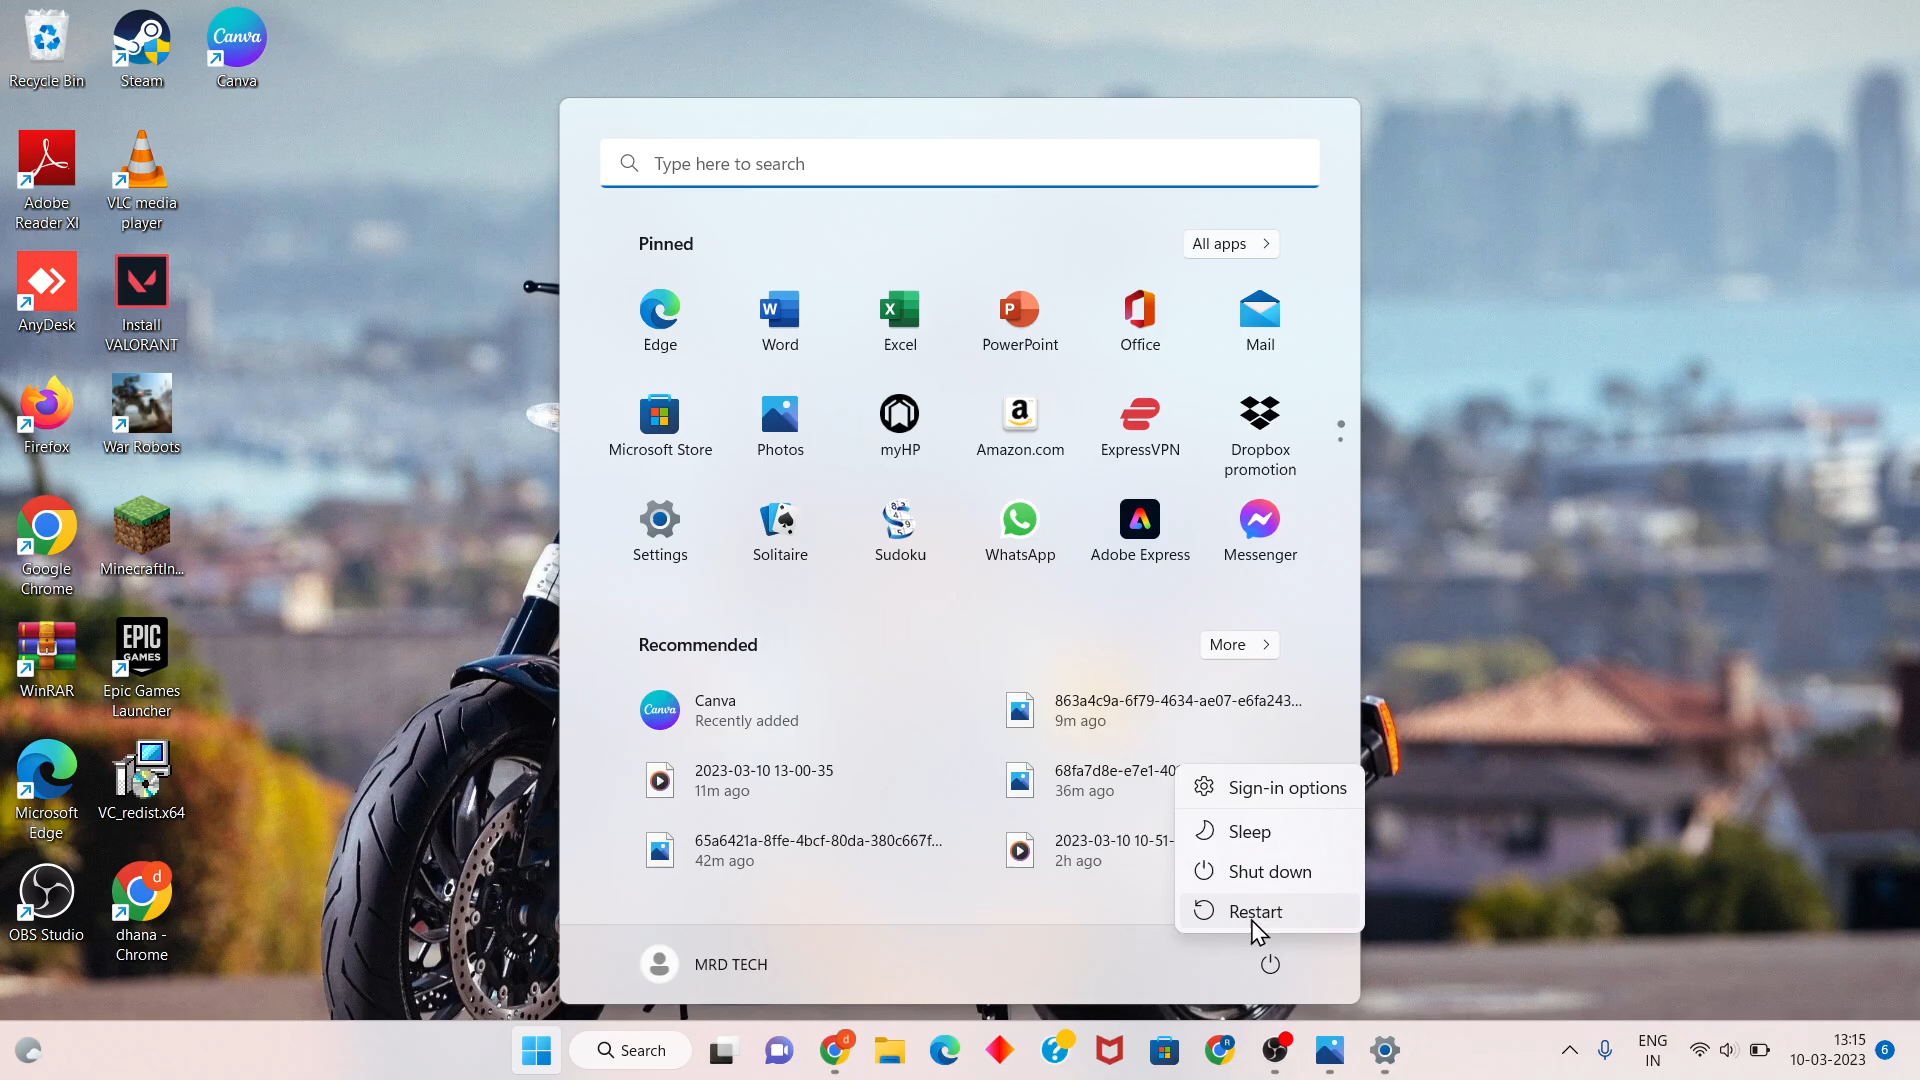 Recycle Bin
Steam
Canva
Canva
Adobe
Reader XI
VLC media
player
AnyDesk
Install
VALORANT
Firefox
War Robots
Google
Chrome
MinecraftIn...
WinRAR
EPIC
GAMES
Epic Games
Launcher
Microsoft
Edge
VC_redist.x64
OBS Studio
d
dhana -
Chrome
Type here to search
Pinned
All apps
Edge
W
Word
X
Excel
P
PowerPoint
Office
Mail
Microsoft Store
Photos
myHP
a
Amazon.com
ExpressVPN
Dropbox
promotion
Settings
Solitaire
Sudoku
WhatsApp
Adobe Express
Messenger
Recommended
More
Canva
Canva
Recently added
863a4c9a-6f79-4634-ae07-e6fa243...
9m ago
2023-03-10 13-00-35
11m ago
68fa7d8e-e7e1-40
36m ago
65a6421a-8ffe-4bcf-80da-380c667f...
42m ago
2023-03-10 10-51-
2h ago
Sign-in options
Sleep
Shut down
Restart
MRD TECH
Search
d
?
R
ENG
IN
13:15
10-03-2023
6